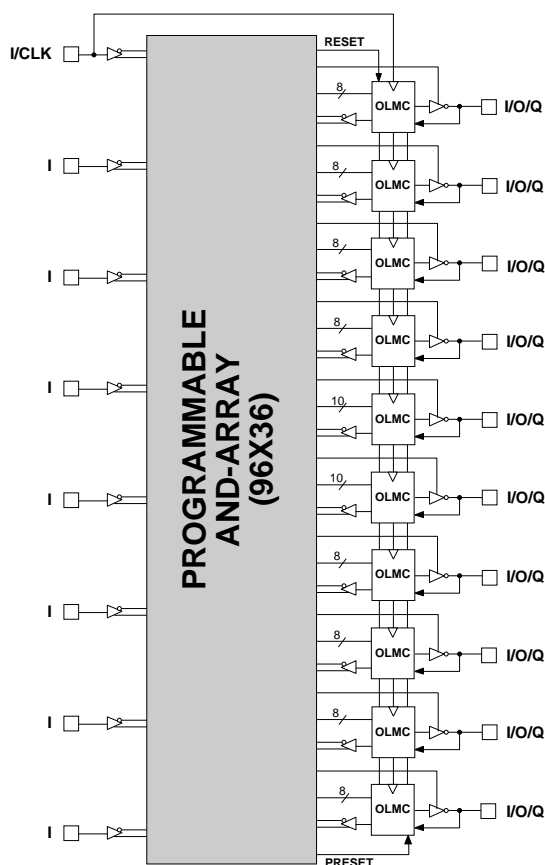 RESET
I/CLK
8
OLMC
I/O/Q
I
8
OLMC
I/O/Q
8
OLMC
I/O/Q
I
8
OLMC
I/O/Q
I
10
OLMC
I/O/Q
PROGRAMMABLE
AND-ARRAY
(96X36)
I
10
OLMC
I/O/Q
8
OLMC
I/O/Q
I
8
OLMC
I/O/Q
I
8
OLMC
I/O/Q
8
OLMC
I/O/Q
I
PRESET